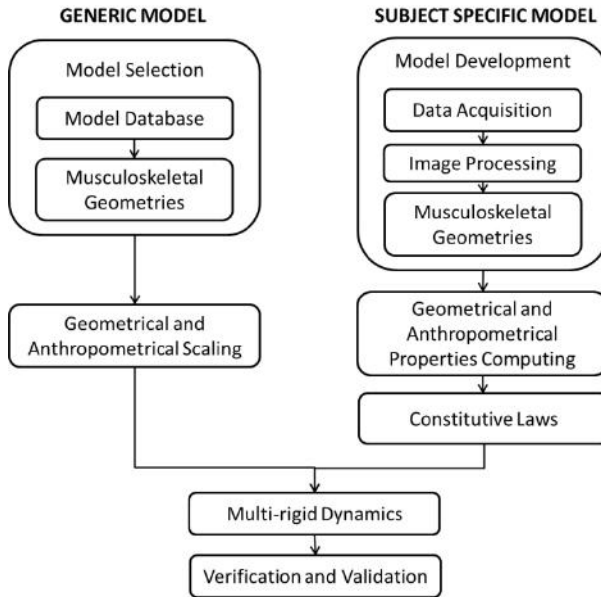 GENERIC MODEL
Model Selection
Model Database
Musculoskeletal
Geometries
Geometrical and
Anthropometrical Scaling
SUBJECT SPECIFIC MODEL
Model Development
Data Acquisition
Image Processing
Musculoskeletal
Geometries
Geometrical and
Anthropometrical
Properties Computing
Constitutive Laws
Multi-rigid Dynamics
Verification and Validation